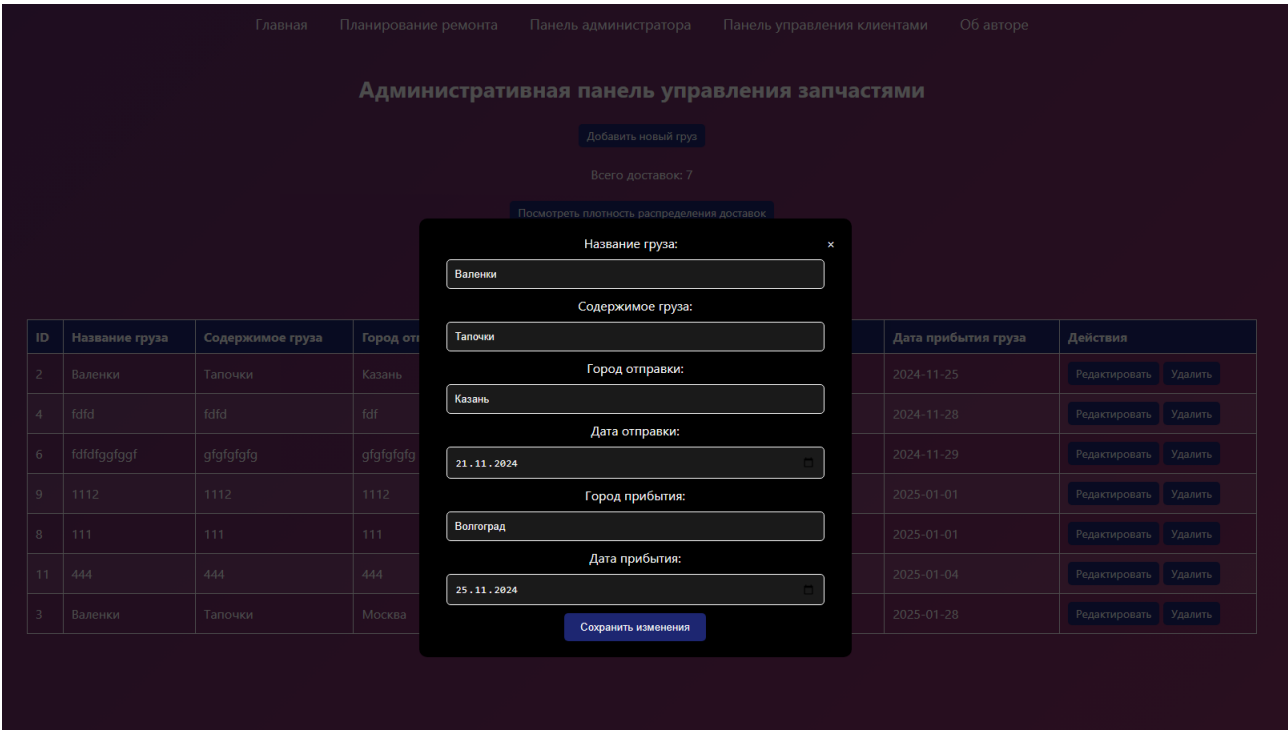 Главная Планирование ремонта Панель администратора Панель управления клиентами Об авторе
Административная панель управления запчастями
Добавить новый груз
Всего доставок: 7
Посмотреть плотность распределения доставок
Название груза: ×
Валенки
Содержимое груза:
Тапочки
Город отправки:
Казань
Дата отправки:
21.11.2024
Город прибытия:
Волгоград
Дата прибытия:
25.11.2024
Сохранить изменения
ID Название груза Содержимое груза Город Дата прибытия груза Действия
2 Валенки Тапочки Казань 2024-11-25 Редактировать Удалить
4 fdfd fdfd fdf 2024-11-28 Редактировать Удалить
6 fdfdfggfggf gfgfgfgfg gfgfgfgfg 2024-11-29 Редактировать Удалить
9 1112 1112 1112 2025-01-01 Редактировать Удалить
8 111 111 111 2025-01-01 Редактировать Удалить
11 444 444 444 2025-01-04 Редактировать Удалить
3 Валенки Тапочки Москва 2025-01-28 Редактировать Удалить